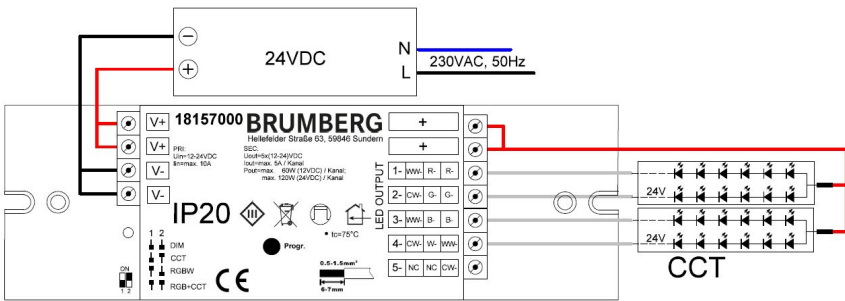 24VDC
N
L
230VAC, 50Hz
18157000 BRUMBERG
Hellefelder Straße 63, 59846 Sundern
V+
V+
V-
V-
PRI:
Uin=12-24VDC
Iin=max. 10A
SEC:
Uout=5x(12-24)VDC
Iout=max. 5A / Kanal
Pout=max. 60W (12VDC) / Kanal;
max. 120W (24VDC) / Kanal
+
+
LED OUTPUT
1- WW- R- R-
2- CW- G- G-
3- WW- B- B-
4- CW- W- WW-
5- NC NC CW-
IP20
III
• tc=75°C
1 2
DIM
CCT
RGBW
RGB+CCT
ON
1 2
Progr.
CE
0.5-1.5mm²
6-7mm
24V
24V
CCT